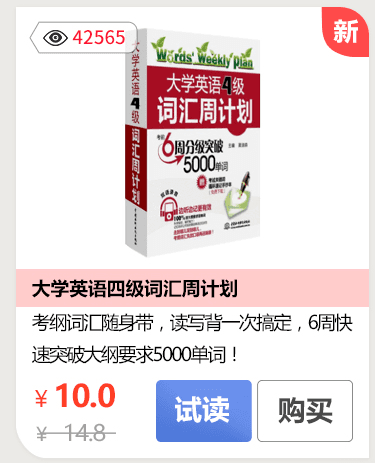 42565
新
Words' Weekly Plan
大学英语4级
词汇周计划
大学英语4级词汇周计划
考前
6周分级突破
5000单词
大学英语四级词汇周计划
考纲词汇随身带，读写背一次搞定，6周快
速突破大纲要求5000单词！
¥ 10.0
¥ 14.8
试读
购买